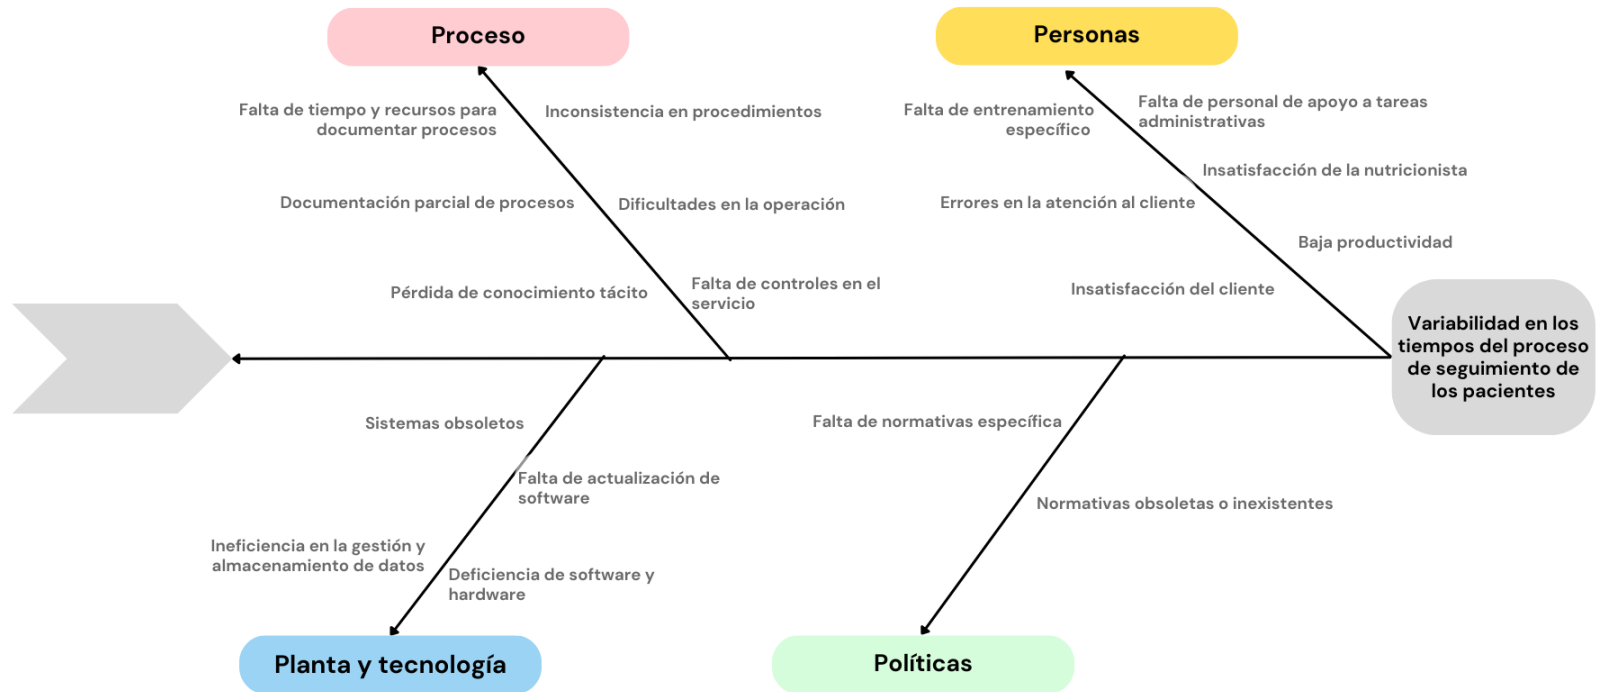 Proceso
Personas
Falta de tiempo y recursos para
documentar procesos
Inconsistencia en procedimientos
Falta de entrenamiento
específico
Falta de personal de apoyo a tareas
administrativas
Insatisfacción de la nutricionista
Documentación parcial de procesos
Dificultades en la operación
Errores en la atención al cliente
Baja productividad
Pérdida de conocimiento tácito
Falta de controles en el
servicio
Insatisfacción del cliente
Variabilidad en los
tiempos del proceso
de seguimiento de
los pacientes
Sistemas obsoletos
Falta de normativas específica
Falta de actualización de
software
Normativas obsoletas o inexistentes
Ineficiencia en la gestión y
almacenamiento de datos
Deficiencia de software y
hardware
Planta y tecnología
Políticas